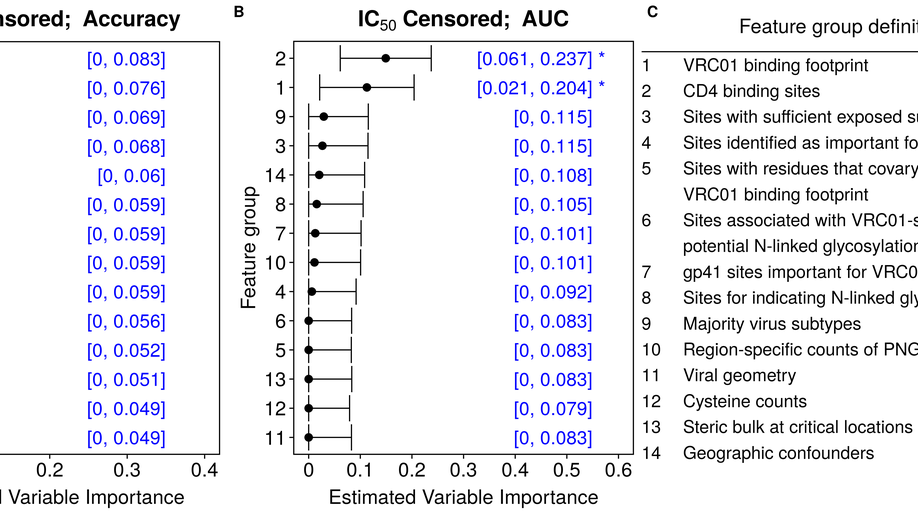 nsored; Accuracy
[0, 0.083]
[0, 0.076]
[0, 0.069]
[0, 0.068]
[0, 0.06]
[0, 0.059]
[0, 0.059]
[0, 0.059]
[0, 0.059]
[0, 0.056]
[0, 0.052]
[0, 0.051]
[0, 0.049]
[0, 0.049]
0.2 0.3 0.4
d Variable Importance
B
IC50 Censored; AUC
Feature group
2 [0.061, 0.237] *
1 [0.021, 0.204] *
9 [0, 0.115]
3 [0, 0.115]
14 [0, 0.108]
8 [0, 0.105]
7 [0, 0.101]
10 [0, 0.101]
4 [0, 0.092]
6 [0, 0.083]
5 [0, 0.083]
13 [0, 0.083]
12 [0, 0.079]
11 [0, 0.083]
0 0.1 0.2 0.3 0.4 0.5 0.6
Estimated Variable Importance
C
Feature group definit
1 VRC01 binding footprint
2 CD4 binding sites
3 Sites with sufficient exposed su
4 Sites identified as important fo
5 Sites with residues that covary
VRC01 binding footprint
6 Sites associated with VRC01-s
potential N-linked glycosylation
7 gp41 sites important for VRC0
8 Sites for indicating N-linked gly
9 Majority virus subtypes
10 Region-specific counts of PNG
11 Viral geometry
12 Cysteine counts
13 Steric bulk at critical locations
14 Geographic confounders